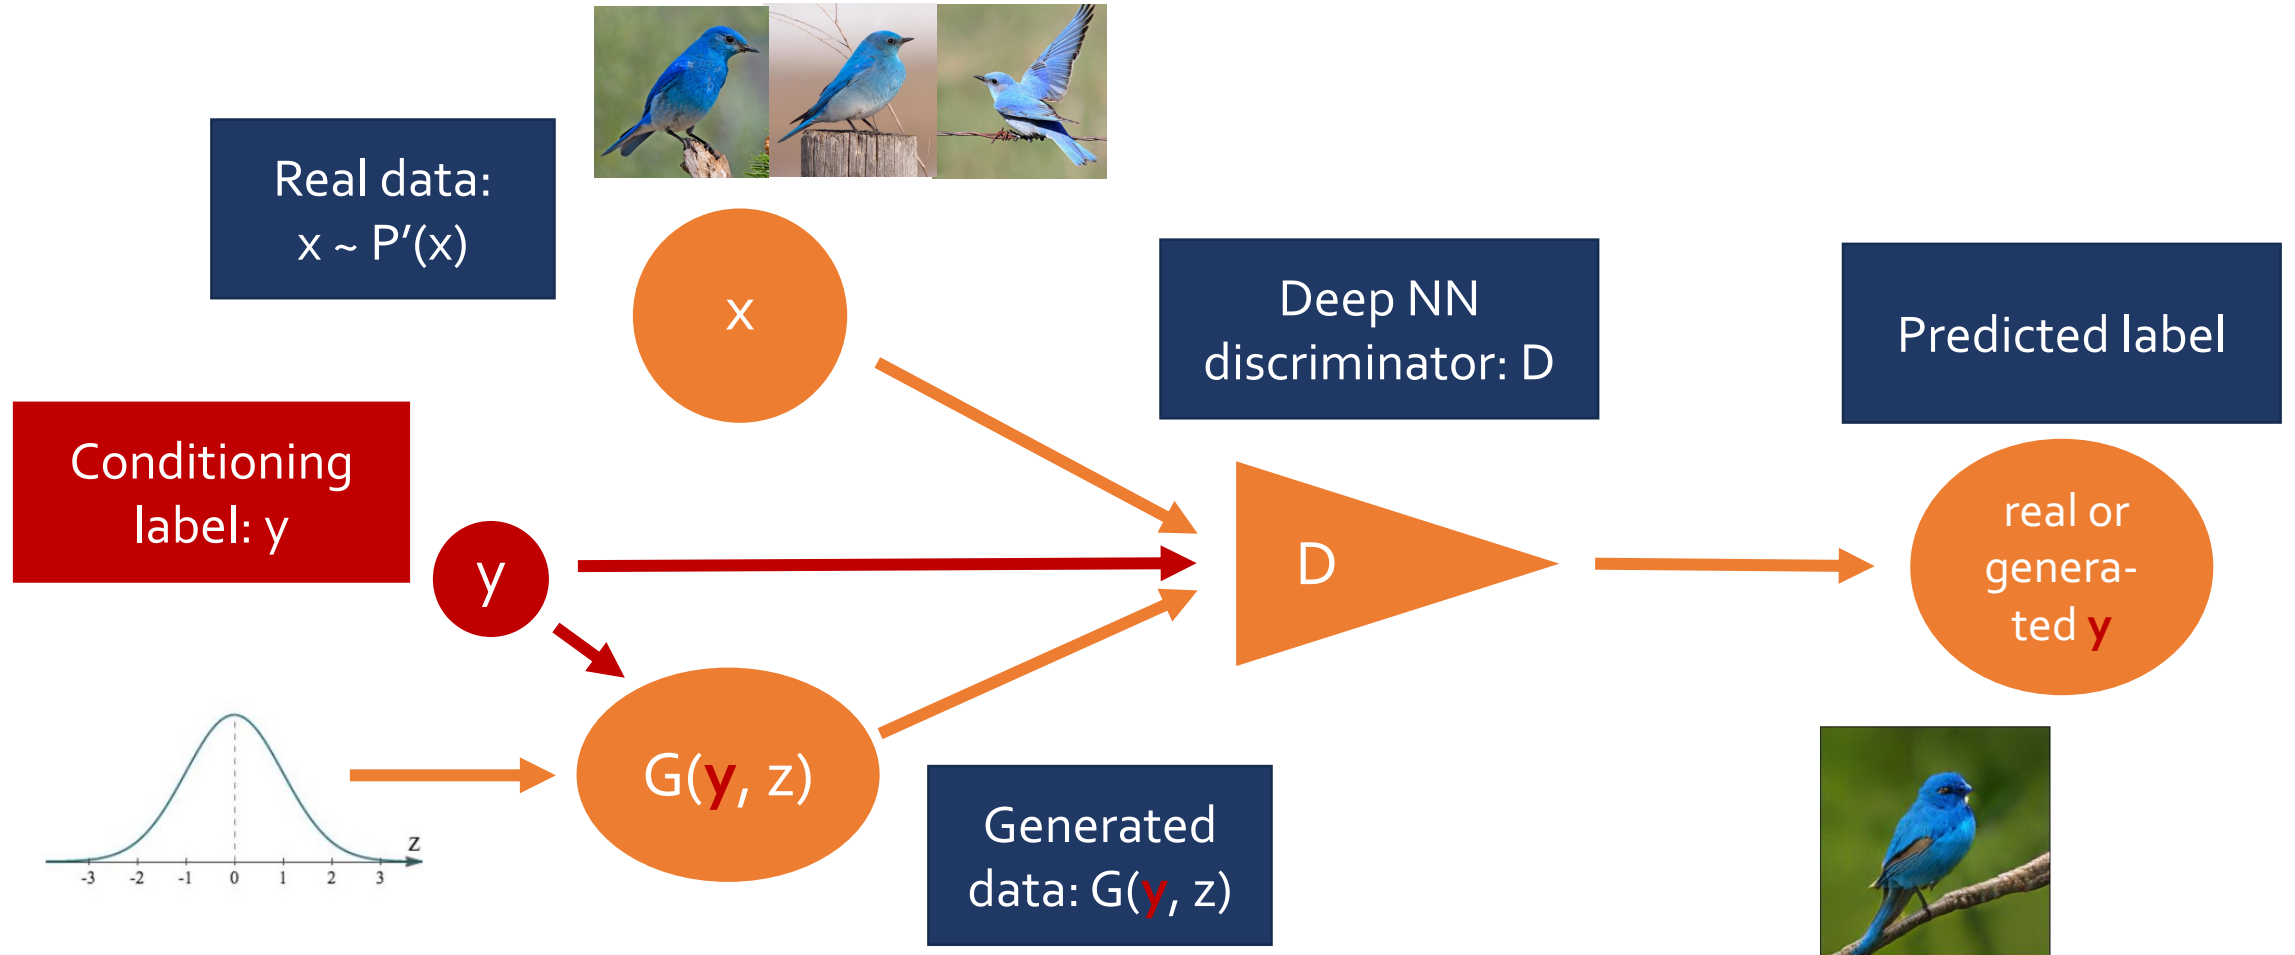 Real data:
x ~ P’(x)
x
Deep NN
discriminator: D
Predicted label
Conditioning
label: y
y
D
real or
genera-
ted y
G(y, z)
Generated
data: G(y, z)
z
-3 -2 -1 0 1 2 3